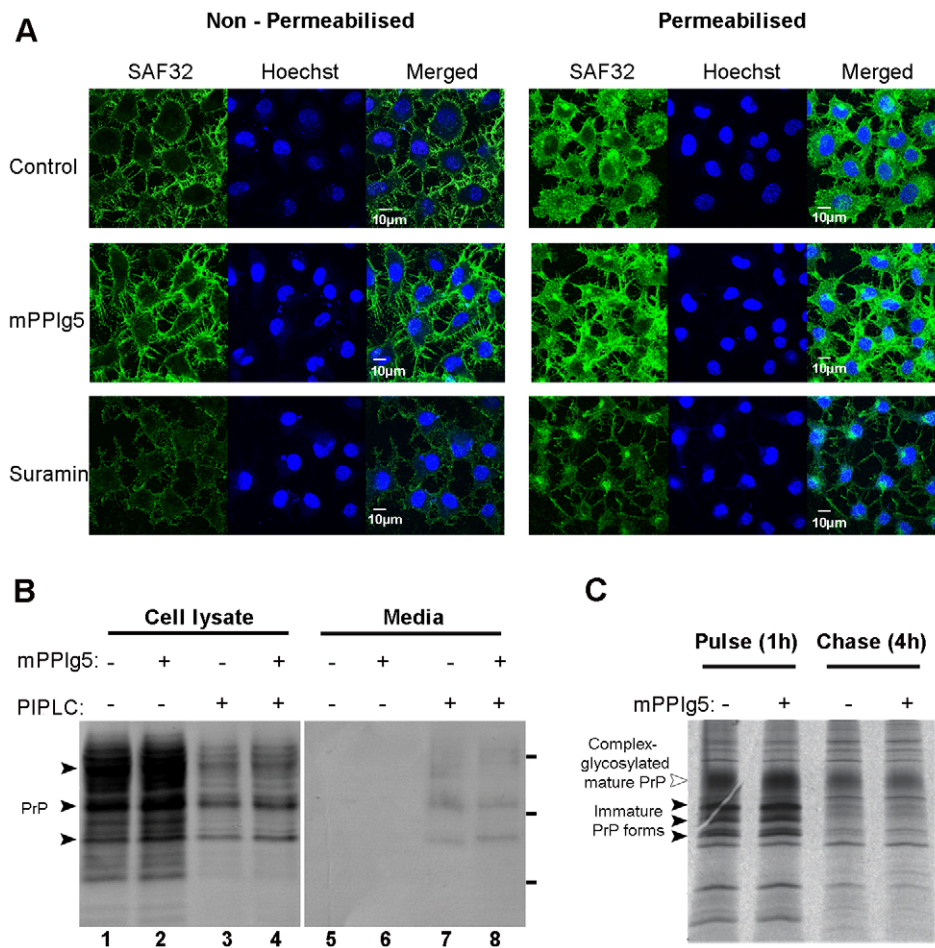 A
Non - Permeabilised
Permeabilised
SAF32 Hoechst Merged
SAF32 Hoechst Merged
Control
10µm
10µm
mPPIg5
10µm
10µm
Suramin
10µm
10µm
B
Cell lysate Media
mPPIg5: - + - + - + - +
PIPLC: - - + + - - + +
PrP
1 2 3 4 5 6 7 8
C
Pulse (1h) Chase (4h)
mPPIg5: - + - +
Complex-
glycosylated
mature PrP
Immature
PrP forms